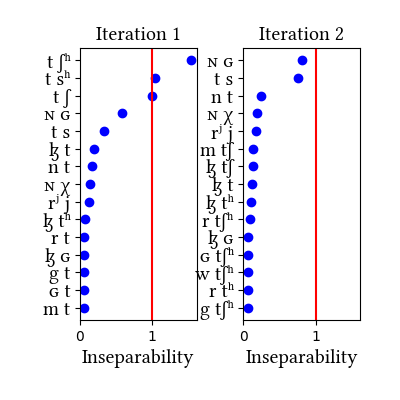 Iteration 1
t ʃʰ
t sʰ
t ʃ
ɴ ɢ
t s
ɮ t
n t
ɴ χ
rʲ j
ɮ tʰ
r t
ɮ ɢ
g t
ɢ t
m t
0 1
Inseparability
Iteration 2
ɴ ɢ
t s
n t
ɴ χ
rʲ j
m tʃ
ɮ tʃ
ɮ t
ɮ tʰ
r tʃʰ
ɮ ɢ
ɢ tʃʰ
w tʃʰ
r tʰ
g tʃʰ
0 1
Inseparability